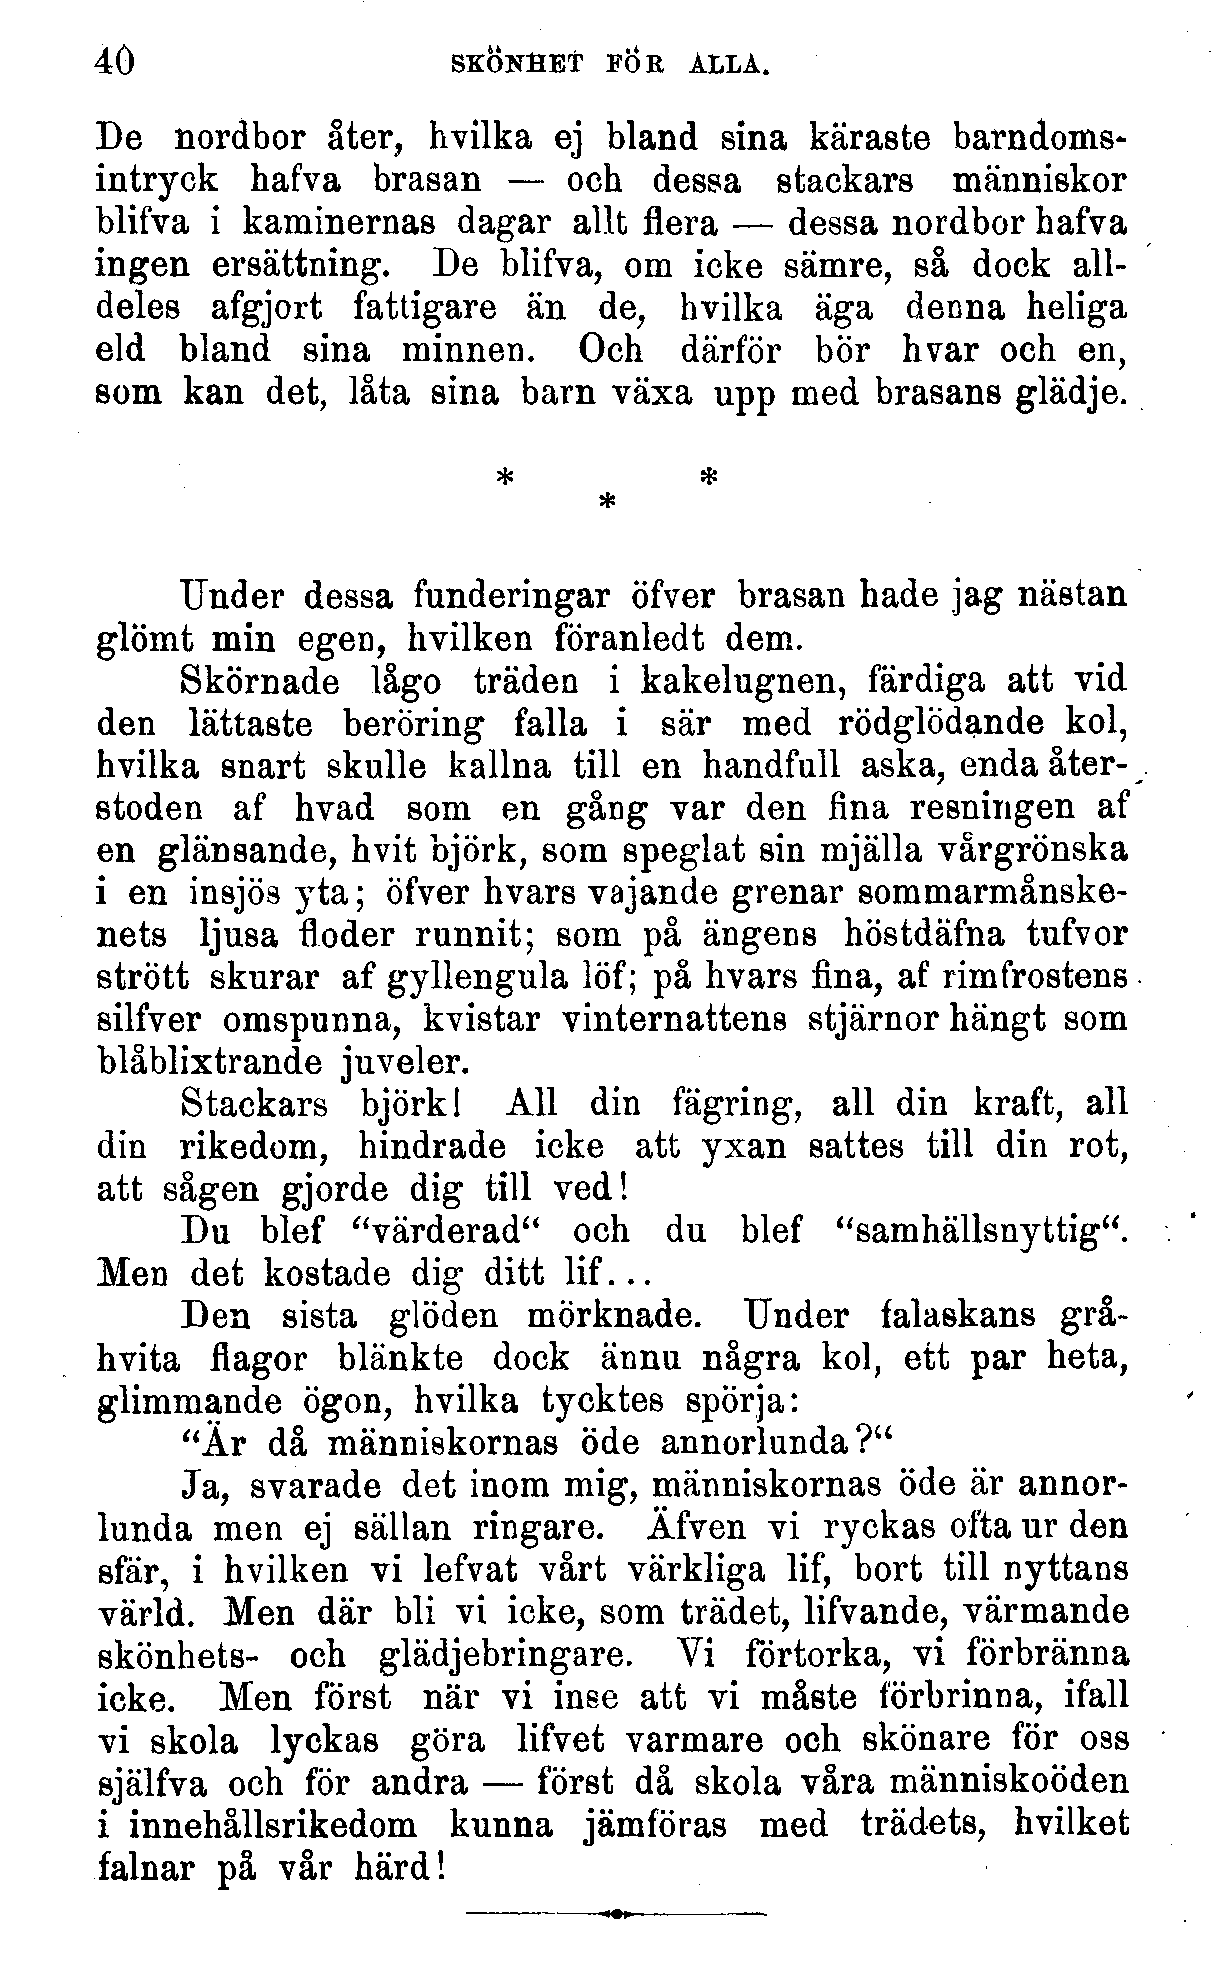 40 SKÖNHET FÖR ALLA.
De nordbor åter, hvilka ej bland sina käraste barndoms-
intryck hafva brasan — och dessa stackars människor
blifva i kaminernas dagar allt flera — dessa nordbor hafva
ingen ersättning. De blifva, om icke sämre, så dock all-
deles afgjort fattigare än de, hvilka äga denna heliga
eld bland sina minnen. Och därför bör hvar och en,
som kan det, låta sina barn växa upp med brasans glädje.
* *
*
Under dessa funderingar öfver brasan hade jag nästan
glömt min egen, hvilken föranledt dem.
Skörnade lågo träden i kakelugnen, färdiga att vid
den lättaste beröring falla i sär med rödglödande kol,
hvilka snart skulle kallna till en handfull aska, enda åter-
stoden af hvad som en gång var den fina resningen af
en glänsande, hvit björk, som speglat sin mjälla vårgrönska
i en insjös yta; öfver hvars vajande grenar sommarmånske-
nets ljusa floder runnit; som på ängens höstdäfna tufvor
strött skurar af gyllengula löf; på hvars fina, af rimfrostens
silfver omspunna, kvistar vinternattens stjärnor hängt som
blåblixtrande juveler.
Stackars björk! All din fägring, all din kraft, all
din rikedom, hindrade icke att yxan sattes till din rot,
att sågen gjorde dig till ved!
Du blef “värderad“ och du blef “samhällsnyttig“.
Men det kostade dig ditt lif...
Den sista glöden mörknade. Under falaskans grå-
hvita flagor blänkte dock ännu några kol, ett par heta,
glimmande ögon, hvilka tycktes spörja:
“Är då människornas öde annorlunda?“
Ja, svarade det inom mig, människornas öde är annor-
lunda men ej sällan ringare. Äfven vi ryckas ofta ur den
sfär, i hvilken vi lefvat vårt värkliga lif, bort till nyttans
värld. Men där bli vi icke, som trädet, lifvande, värmande
skönhets- och glädjebringare. Vi förtorka, vi förbränna
icke. Men först när vi inse att vi måste förbrinna, ifall
vi skola lyckas göra lifvet varmare och skönare för oss
själfva och för andra — först då skola våra människoöden
i innehållsrikedom kunna jämföras med trädets, hvilket
falnar på vår härd!